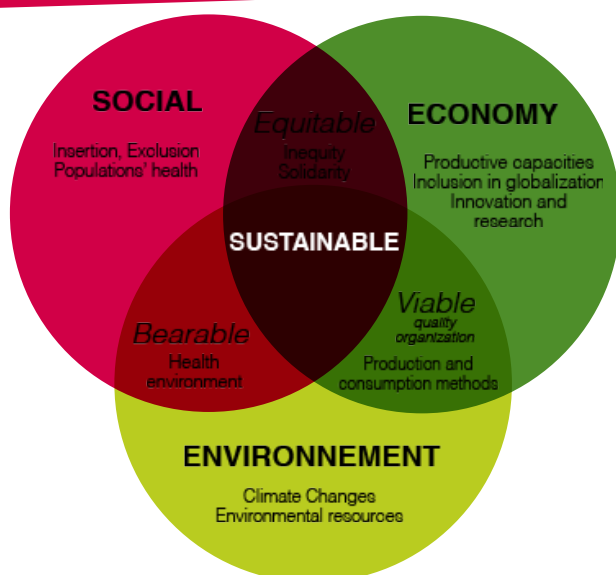 SOCIAL
Insertion, Exclusion
Populations' health
Equitable
Inequity
Solidarity
ECONOMY
Productive capacities
Inclusion in globalization
Innovation and
research
SUSTAINABLE
Bearable
Health
environment
Viable
quality
organization
Production and
consumption methods
ENVIRONNEMENT
Climate Changes
Environmental resources